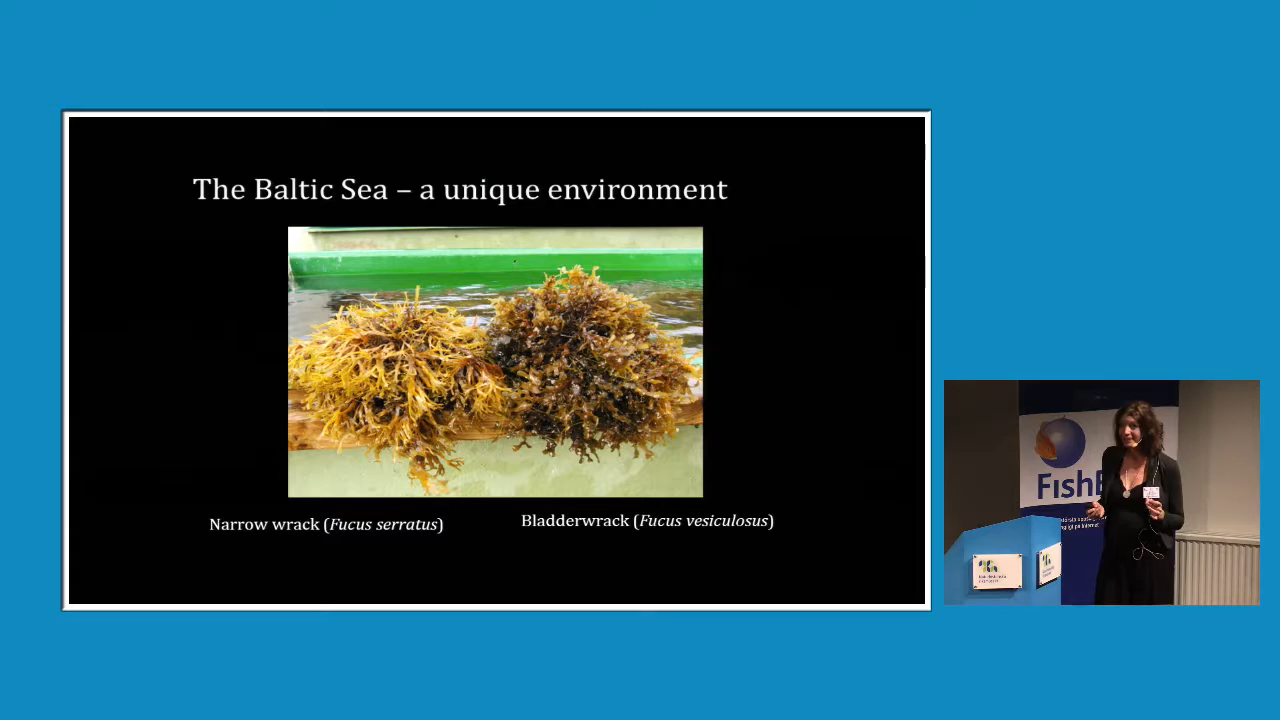 The Baltic Sea – a unique environment
Narrow wrack (Fucus serratus)
Bladderwrack (Fucus vesiculosus)
FishB